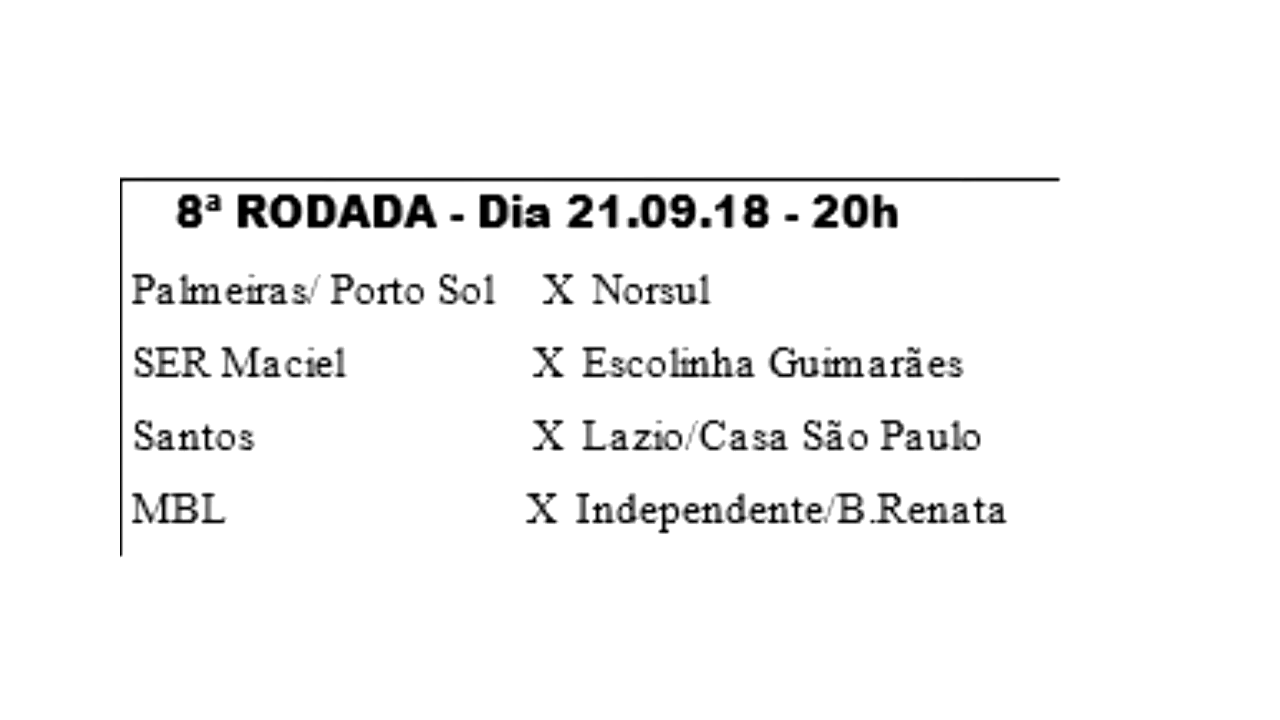 8ª RODADA - Dia 21.09.18 - 20h
Palmeiras/ Porto Sol X Norsul
SER Maciel X Escolinha Guimarães
Santos X Lazio/Casa São Paulo
MBL X Independente/B.Renata